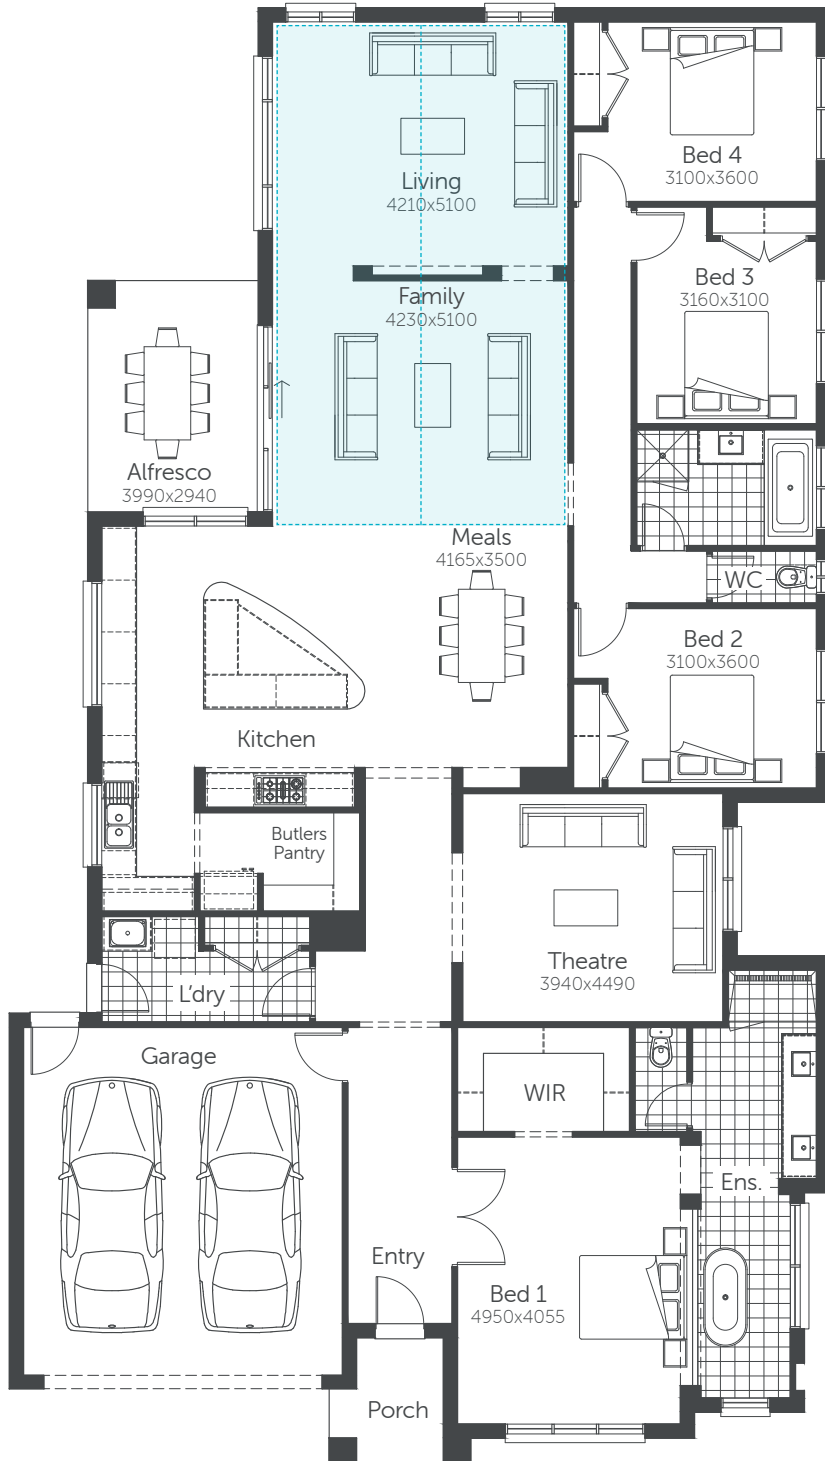 Living
4210x5100
Bed 4
3100x3600
Bed 3
3160x3100
Family
4230x5100
Alfresco
3990x2940
Meals
4165x3500
WC
Bed 2
3100x3600
Kitchen
Butlers
Pantry
Theatre
3940x4490
L'dry
Garage
WIR
Ens.
Entry
Bed 1
4950x4055
Porch